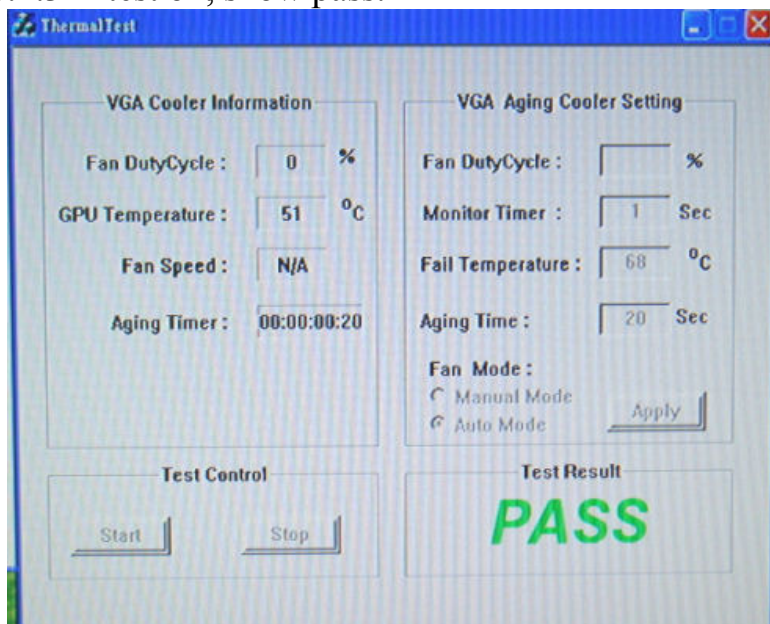 ThermalTest
VGA Cooler Information
Fan DutyCycle : 0 %
GPU Temperature : 51 °C
Fan Speed : N/A
Aging Timer : 00:00:00:20
VGA Aging Cooler Setting
Fan DutyCycle : %
Monitor Timer : 1 Sec
Fail Temperature : 68 °C
Aging Time : 20 Sec
Fan Mode :
Manual Mode
Auto Mode
Apply
Test Control
Start Stop
Test Result
PASS